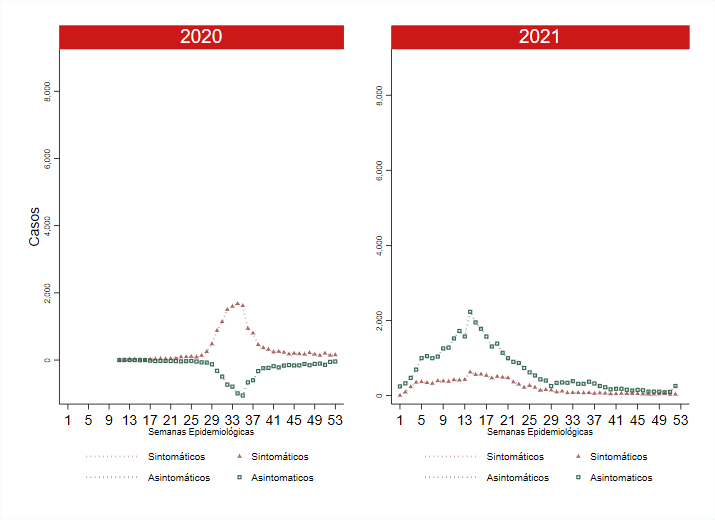 2020
2021
Casos
8,000
6,000
4,000
2,000
0
8,000
6,000
4,000
2,000
0
1 5 9 13 17 21 25 29 33 37 41 45 49 53
1 5 9 13 17 21 25 29 33 37 41 45 49 53
Semanas Epidemiológicas
Semanas Epidemiológicas
Sintomáticos Sintomáticos
Asintomáticos Asintomaticos
Sintomáticos Sintomáticos
Asintomáticos Asintomaticos